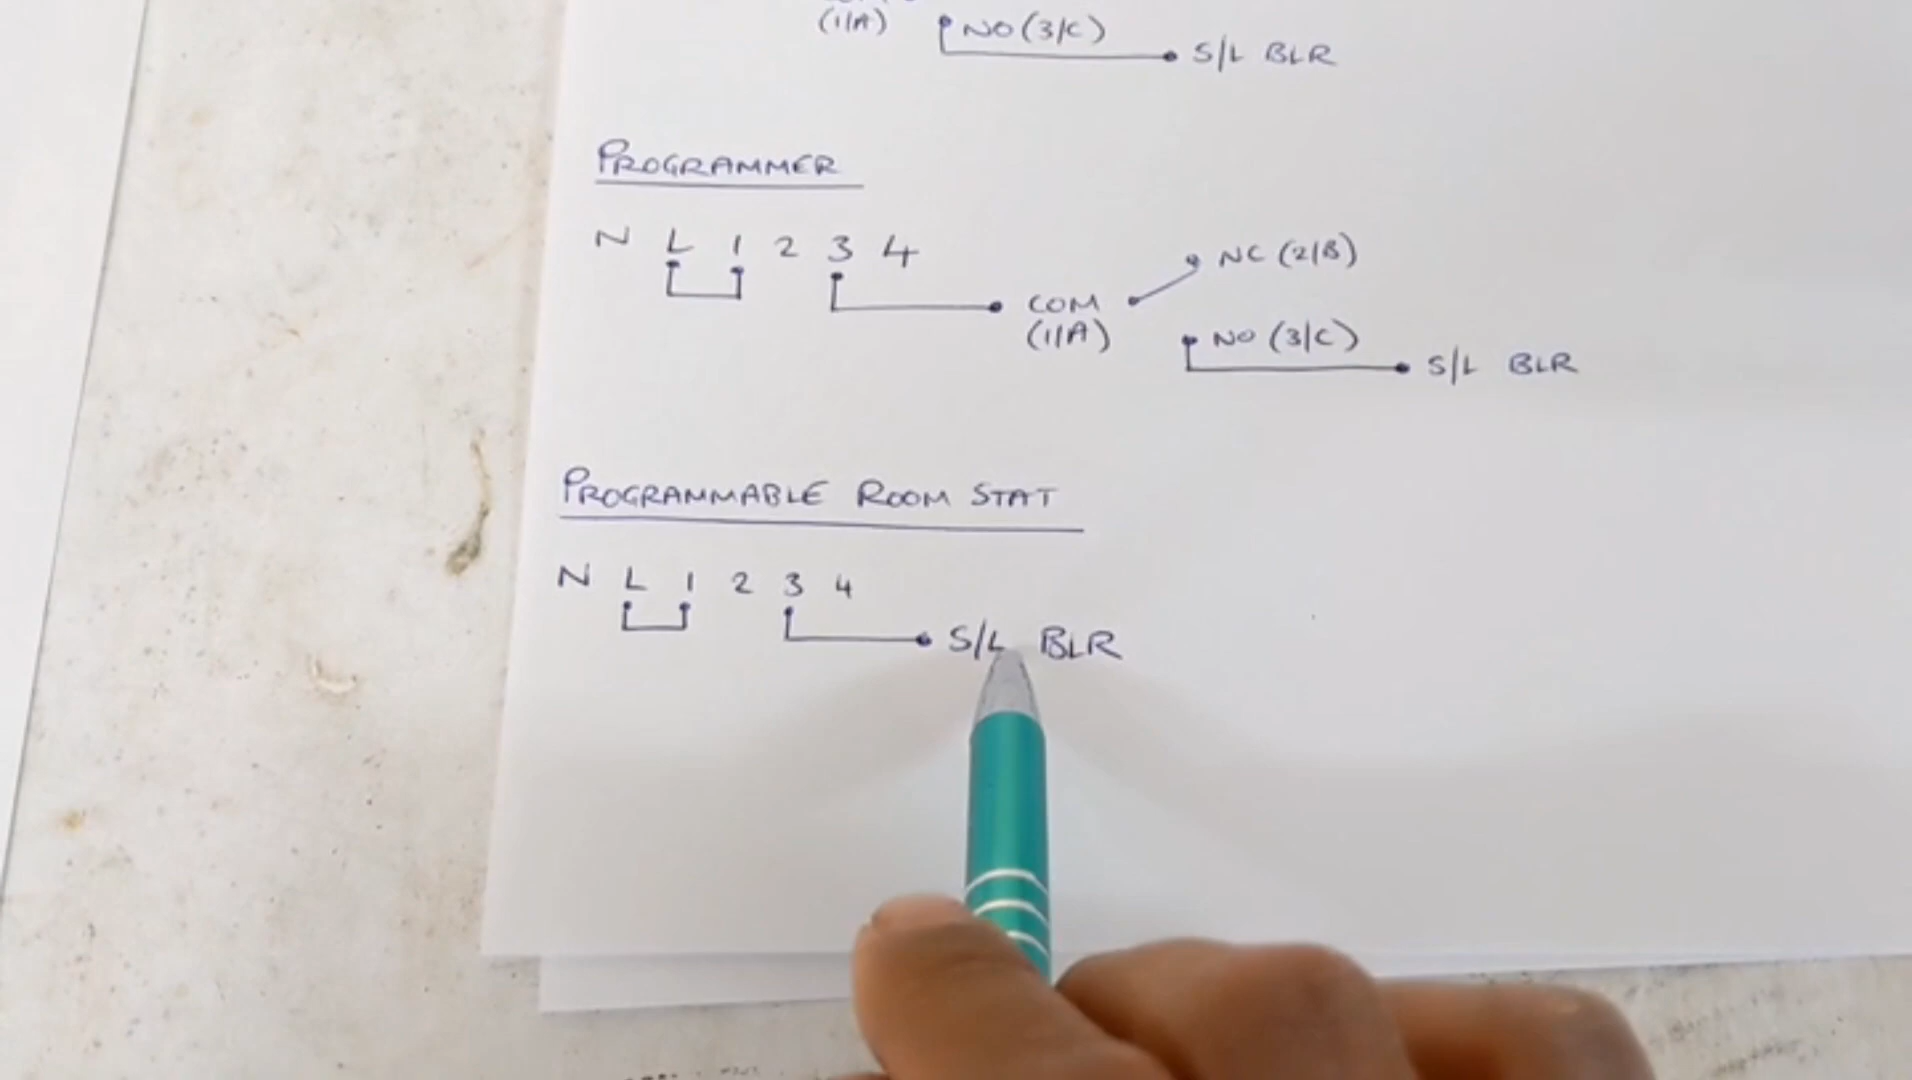 (1/A) NO (3/C) S/L BLR
PROGRAMMER
N L 1 2 3 4
NC (2/B)
COM
(1/A) NO (3/C)
S/L BLR
PROGRAMMABLE ROOM STAT
N L 1 2 3 4
S/L BLR